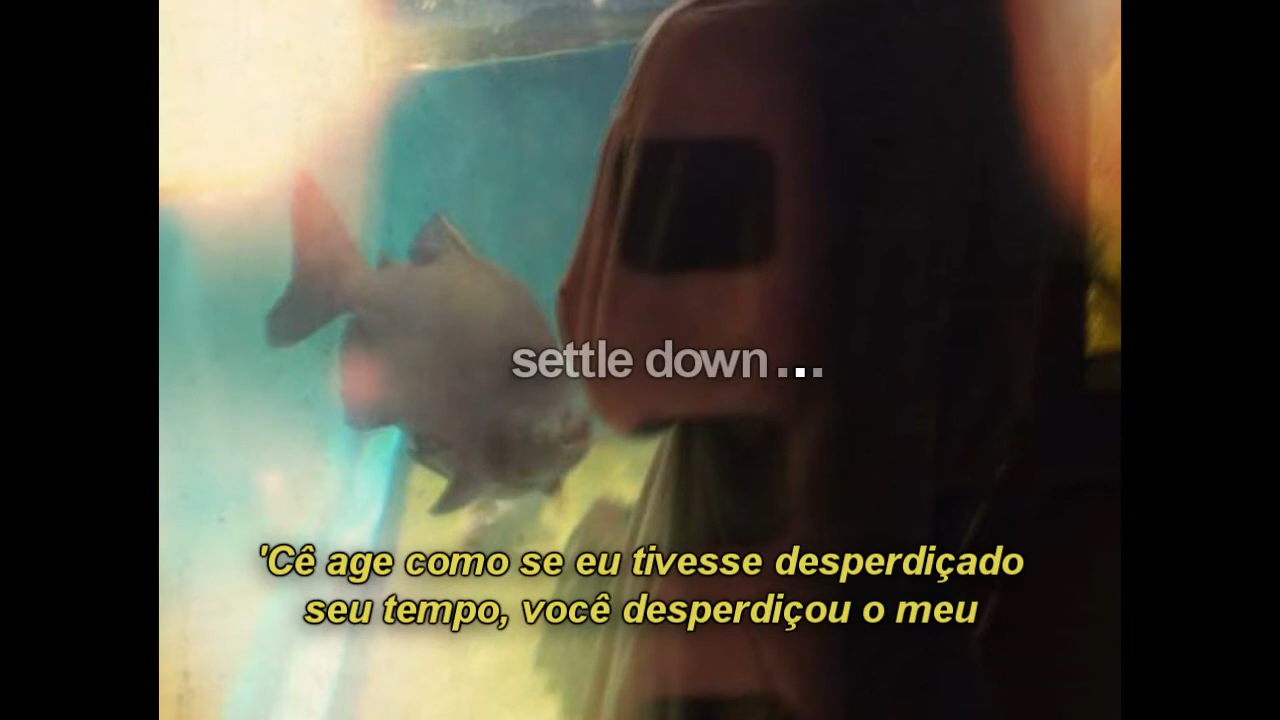 settle down...
'Cê age como se eu tivesse desperdiçado
seu tempo, você desperdiçou o meu